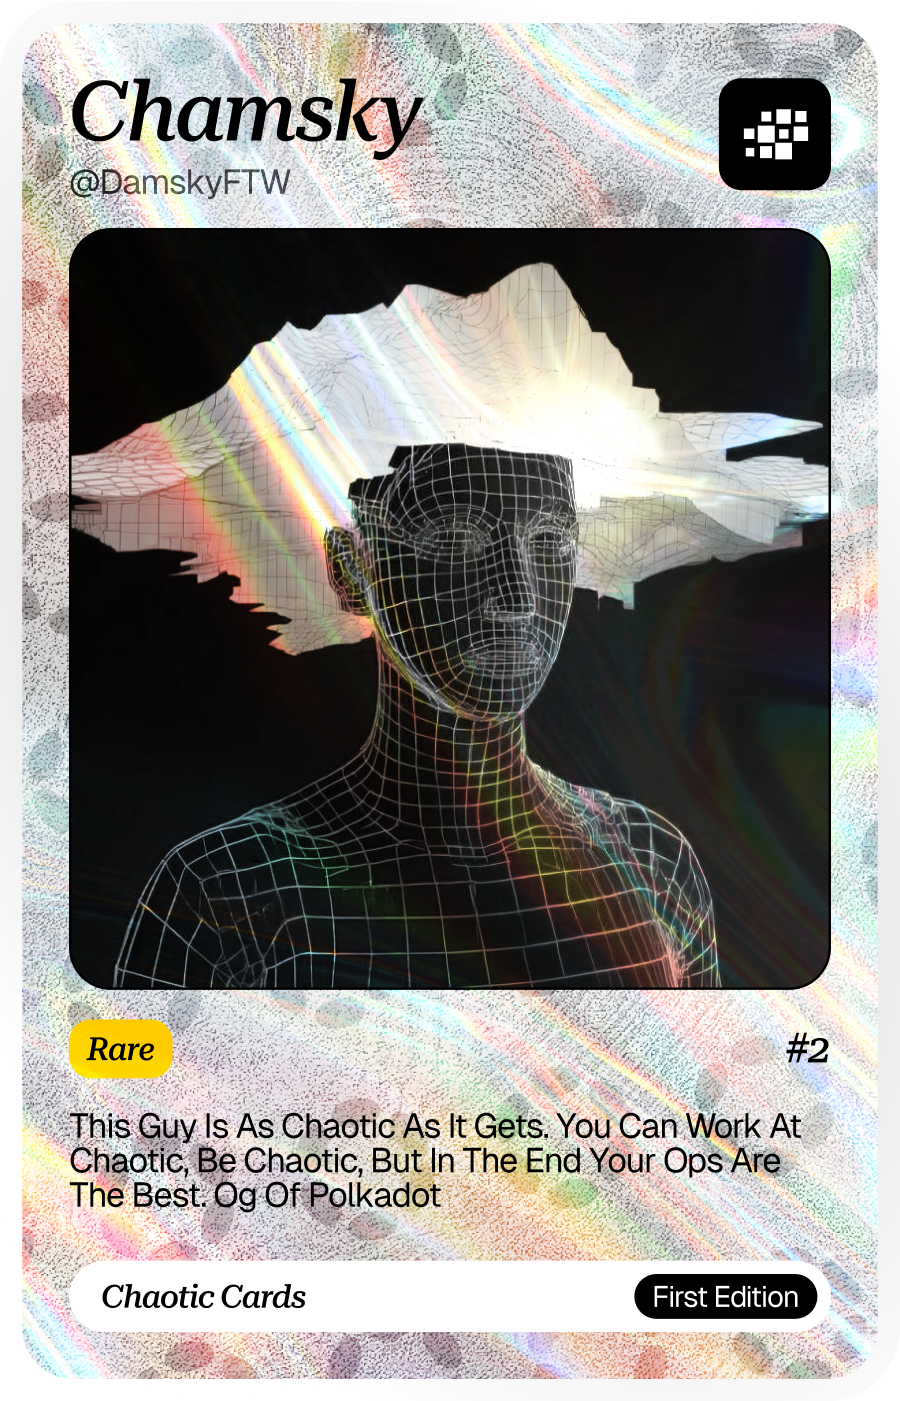 Chamsky
@DamskyFTW
Rare
#2
This Guy Is As Chaotic As It Gets. You Can Work At
Chaotic, Be Chaotic, But In The End Your Ops Are
The Best. Og Of Polkadot
Chaotic Cards
First Edition